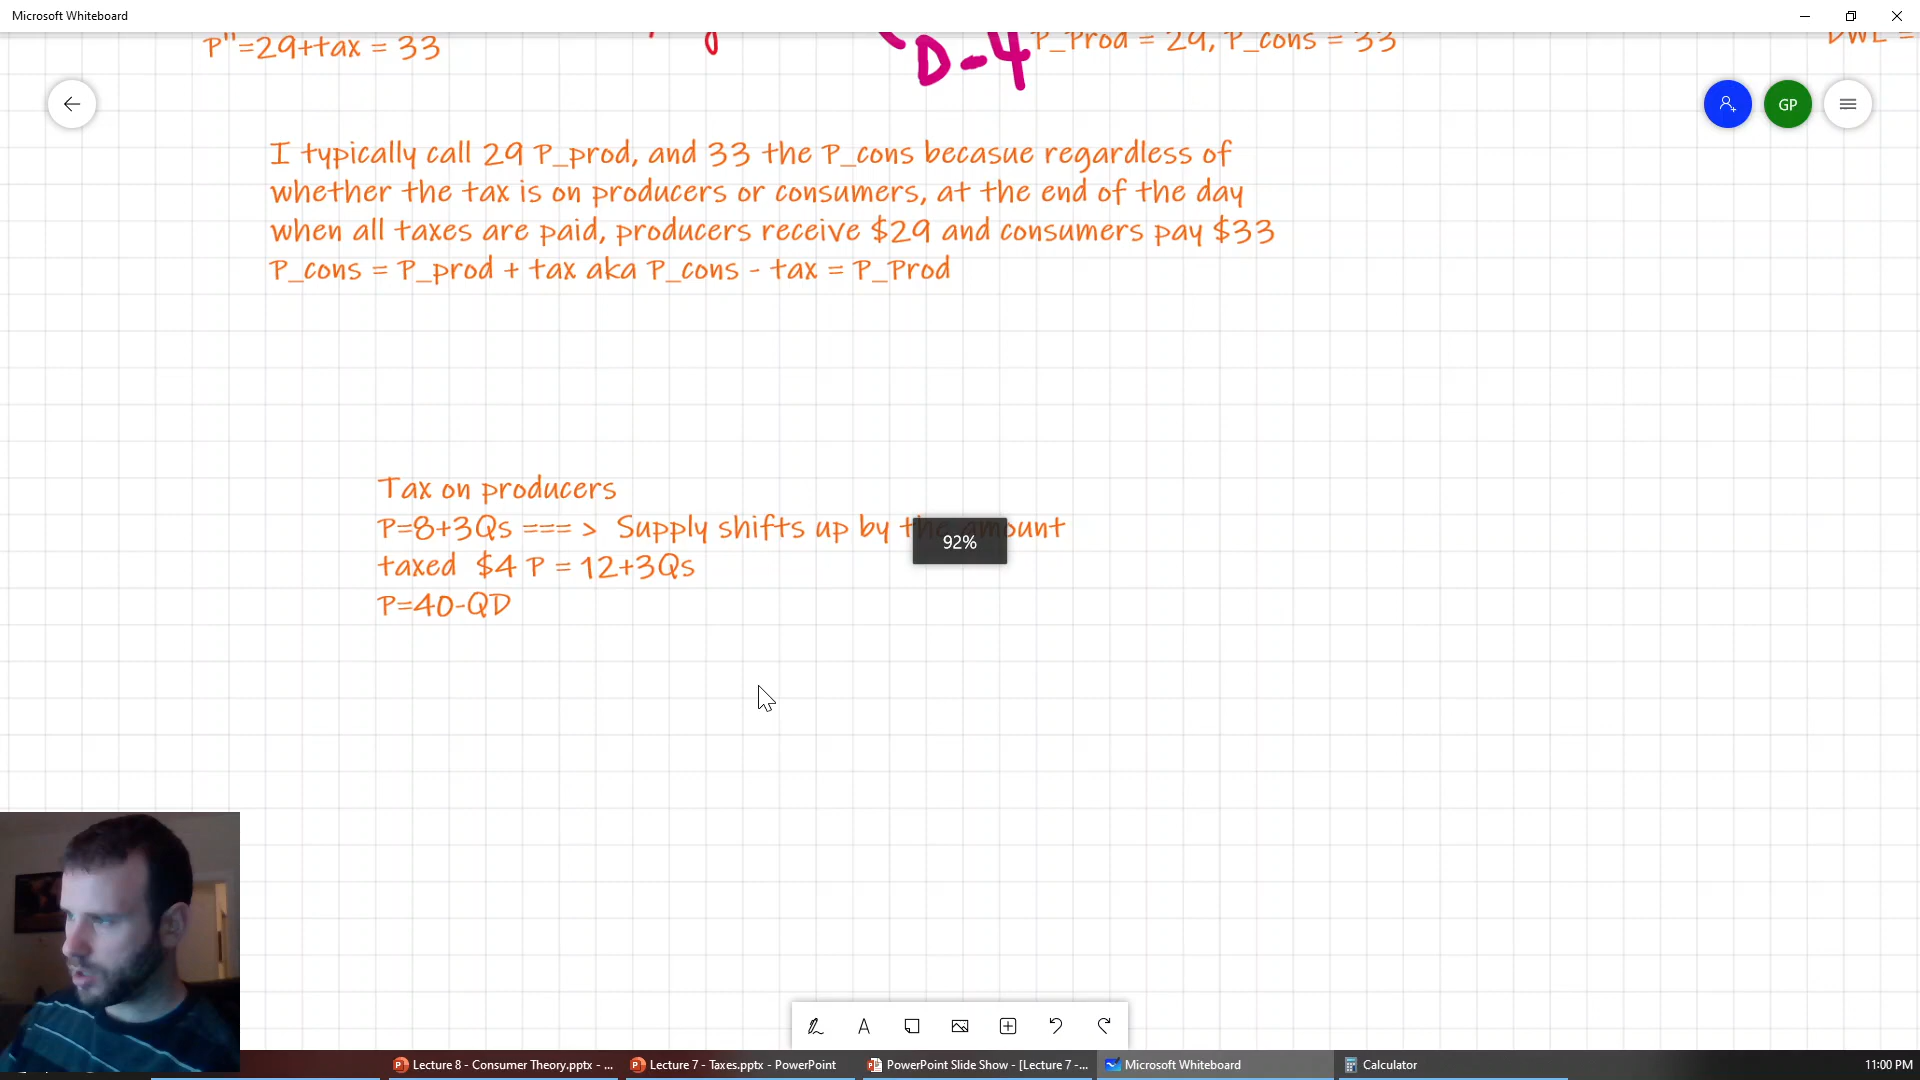 Microsoft Whiteboard
P"=29+tax = 33
D-4
P_Prod = 29, P_cons = 33
DWL =
GP
I typically call 29 P_prod, and 33 the P_cons becasue regardless of
whether the tax is on producers or consumers, at the end of the day
when all taxes are paid, producers receive $29 and consumers pay $33
P_cons = P_prod + tax aka P_cons - tax = P_Prod
Tax on producers
P=8+3Qs === > Supply shifts up by the amount
92%
taxed $4 P = 12+3Qs
P=40-QD
Lecture 8 - Consumer Theory.pptx - ...
Lecture 7 - Taxes.pptx - PowerPoint
PowerPoint Slide Show - [Lecture 7 -...
Microsoft Whiteboard
Calculator
11:00 PM